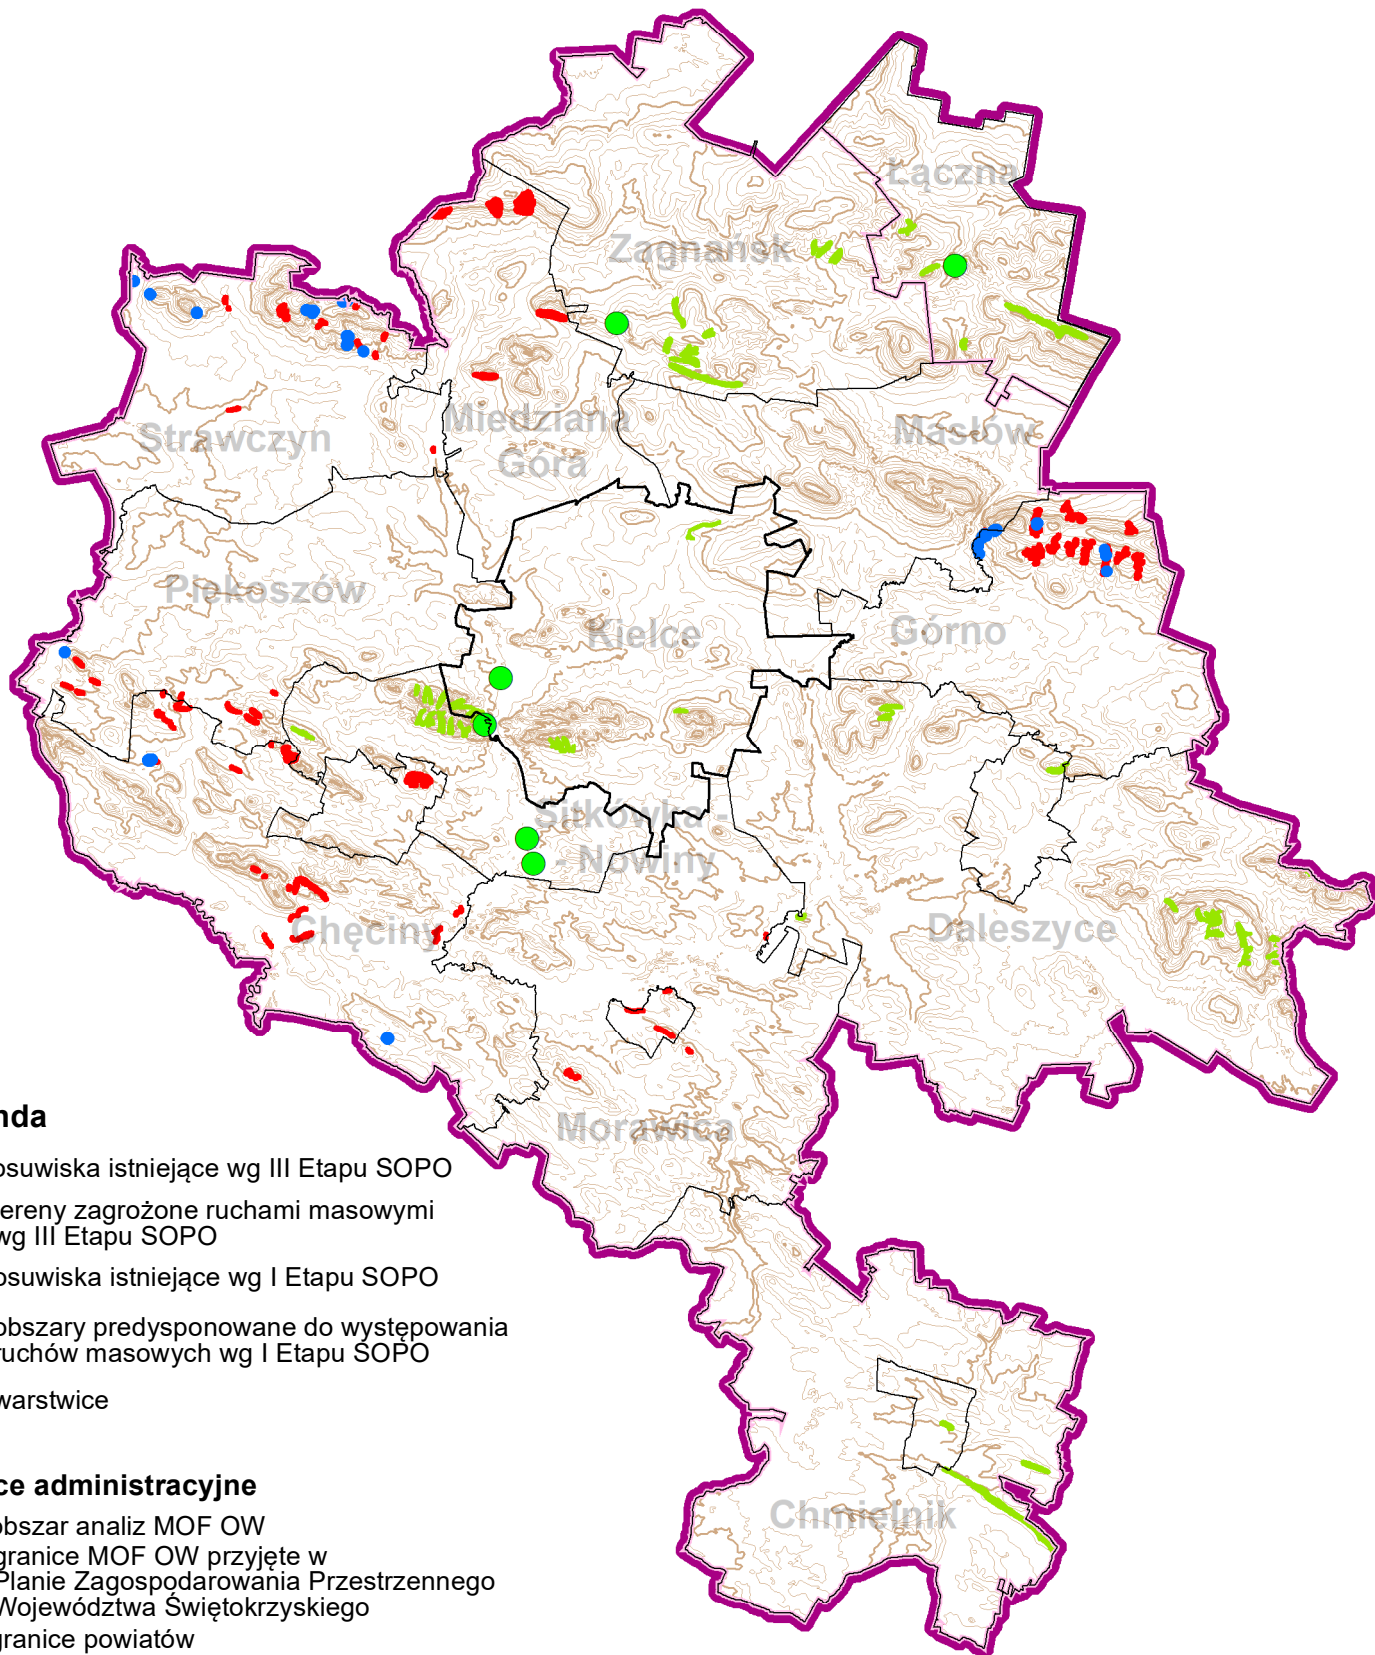 Łączna
Zagnańsk
Miedziana
Góra
Masłów
Strawczyn
Piekoszów
Kielce
Górno
Sitkówka -
- Nowiny
Chęciny
Daleszyce
Morawica
Chmielnik
nda
osuwiska istniejące wg III Etapu SOPO
ereny zagrożone ruchami masowymi
wg III Etapu SOPO
osuwiska istniejące wg I Etapu SOPO
obszary predysponowane do występowania
ruchów masowych wg I Etapu SOPO
warstwice
ce administracyjne
obszar analiz MOF OW
granice MOF OW przyjęte w
Planie Zagospodarowania Przestrzennego
Województwa Świętokrzyskiego
granice powiatów